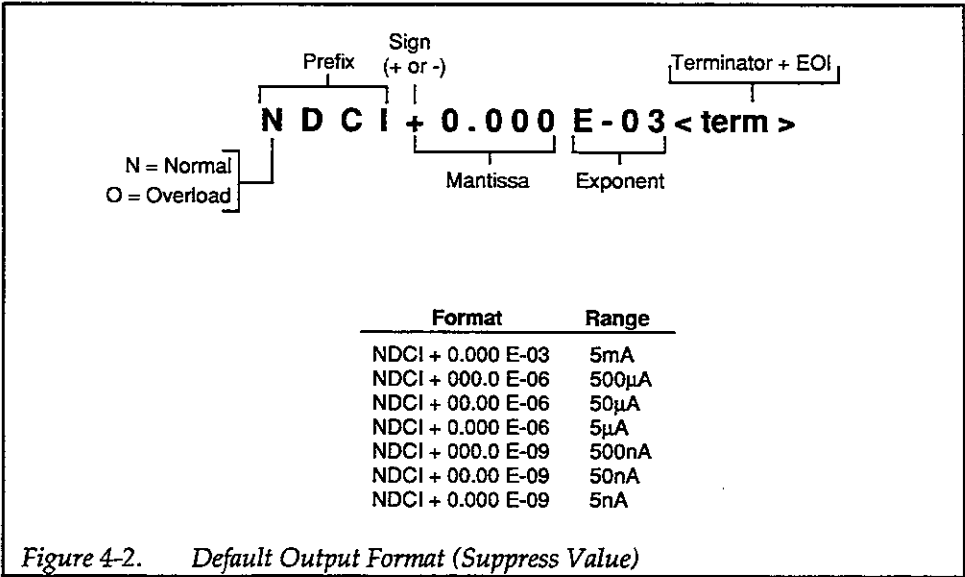 Sign
Prefix (+ or -) Terminator + EOI
N D C I + 0 . 0 0 0 E - 0 3 < term >
N = Normal
O = Overload
Mantissa Exponent
Format Range
NDCI + 0.000 E-03 5mA
NDCI + 000.0 E-06 500µA
NDCI + 00.00 E-06 50µA
NDCI + 0.000 E-06 5µA
NDCI + 000.0 E-09 500nA
NDCI + 00.00 E-09 50nA
NDCI + 0.000 E-09 5nA
Figure 4-2. Default Output Format (Suppress Value)